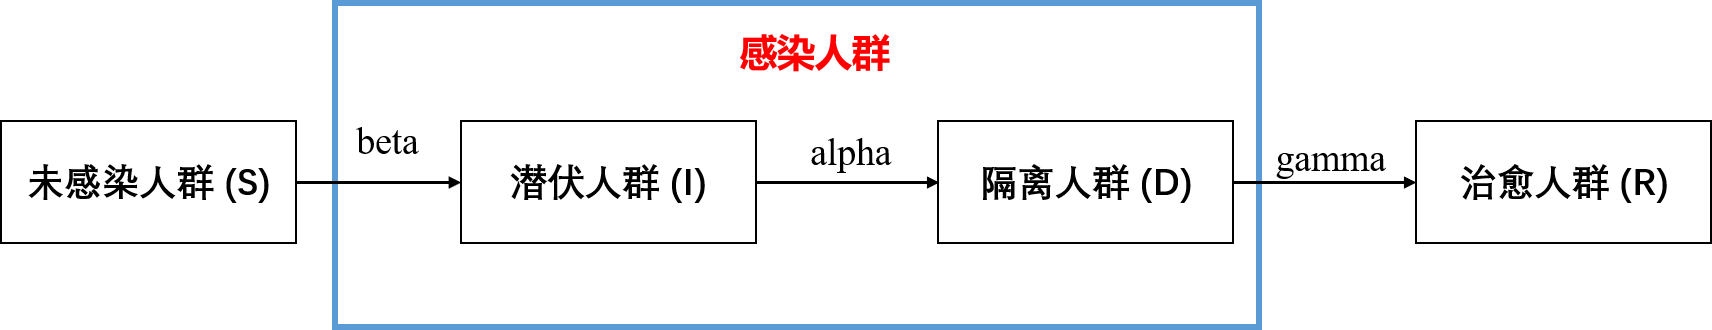 感染人群
未感染人群 (S)
beta
潜伏人群 (I)
alpha
隔离人群 (D)
gamma
治愈人群 (R)